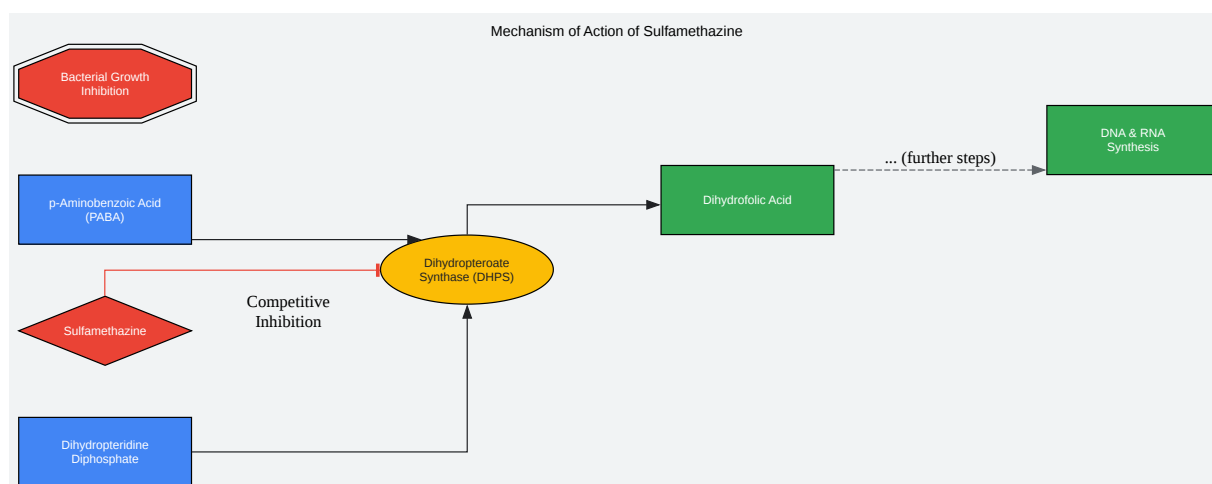 Mechanism of Action of Sulfamethazine
Bacterial Growth
Inhibition
p-Aminobenzoic Acid
(PABA)
Sulfamethazine
Competitive
Inhibition
Dihydropteridine
Diphosphate
Dihydropteroate
Synthase (DHPS)
Dihydrofolic Acid
... (further steps)
DNA & RNA
Synthesis